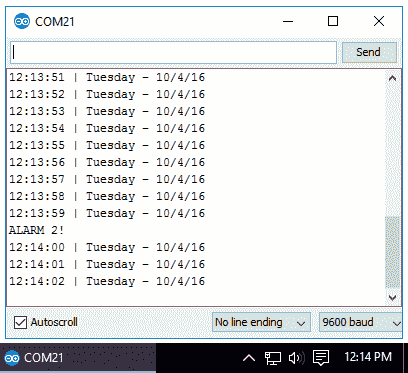 COM21
Send
12:13:51 | Tuesday - 10/4/16
12:13:52 | Tuesday - 10/4/16
12:13:53 | Tuesday - 10/4/16
12:13:54 | Tuesday - 10/4/16
12:13:55 | Tuesday - 10/4/16
12:13:56 | Tuesday - 10/4/16
12:13:57 | Tuesday - 10/4/16
12:13:58 | Tuesday - 10/4/16
12:13:59 | Tuesday - 10/4/16
ALARM 2!
12:14:00 | Tuesday - 10/4/16
12:14:01 | Tuesday - 10/4/16
12:14:02 | Tuesday - 10/4/16
Autoscroll
No line ending
9600 baud
COM21
12:14 PM